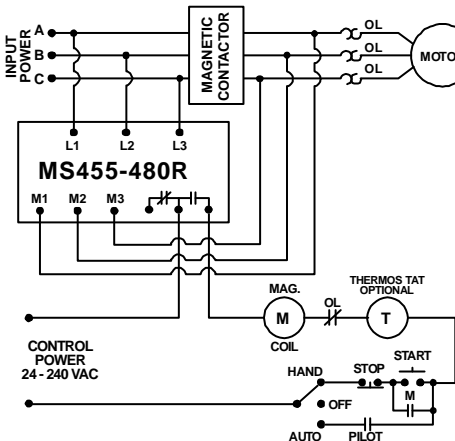 INPUT POWER
A
B
C
MAGNETIC CONTACTOR
OL
OL
OL
MOTO
L1 L2 L3
MS455-480R
M1 M2 M3
MAG.
M
COIL
OL
THERMOS TAT
OPTIONAL
T
CONTROL
POWER
24 - 240 VAC
HAND
OFF
AUTO
STOP
START
M
PILOT